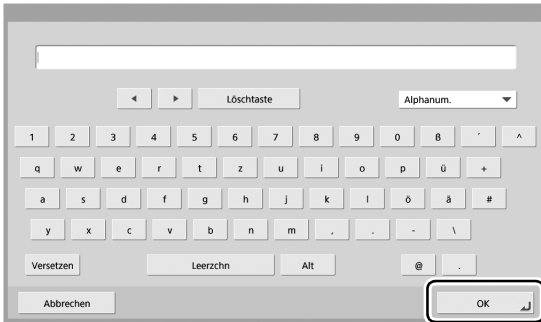 Löschtaste Alphanum.
1 2 3 4 5 6 7 8 9 0 ß ´ ^
q w e r t z u i o p ü +
a s d f g h j k l ö ä #
y x c v b n m , . - \
Versetzen Leerzchn Alt @ .
Abbrechen OK